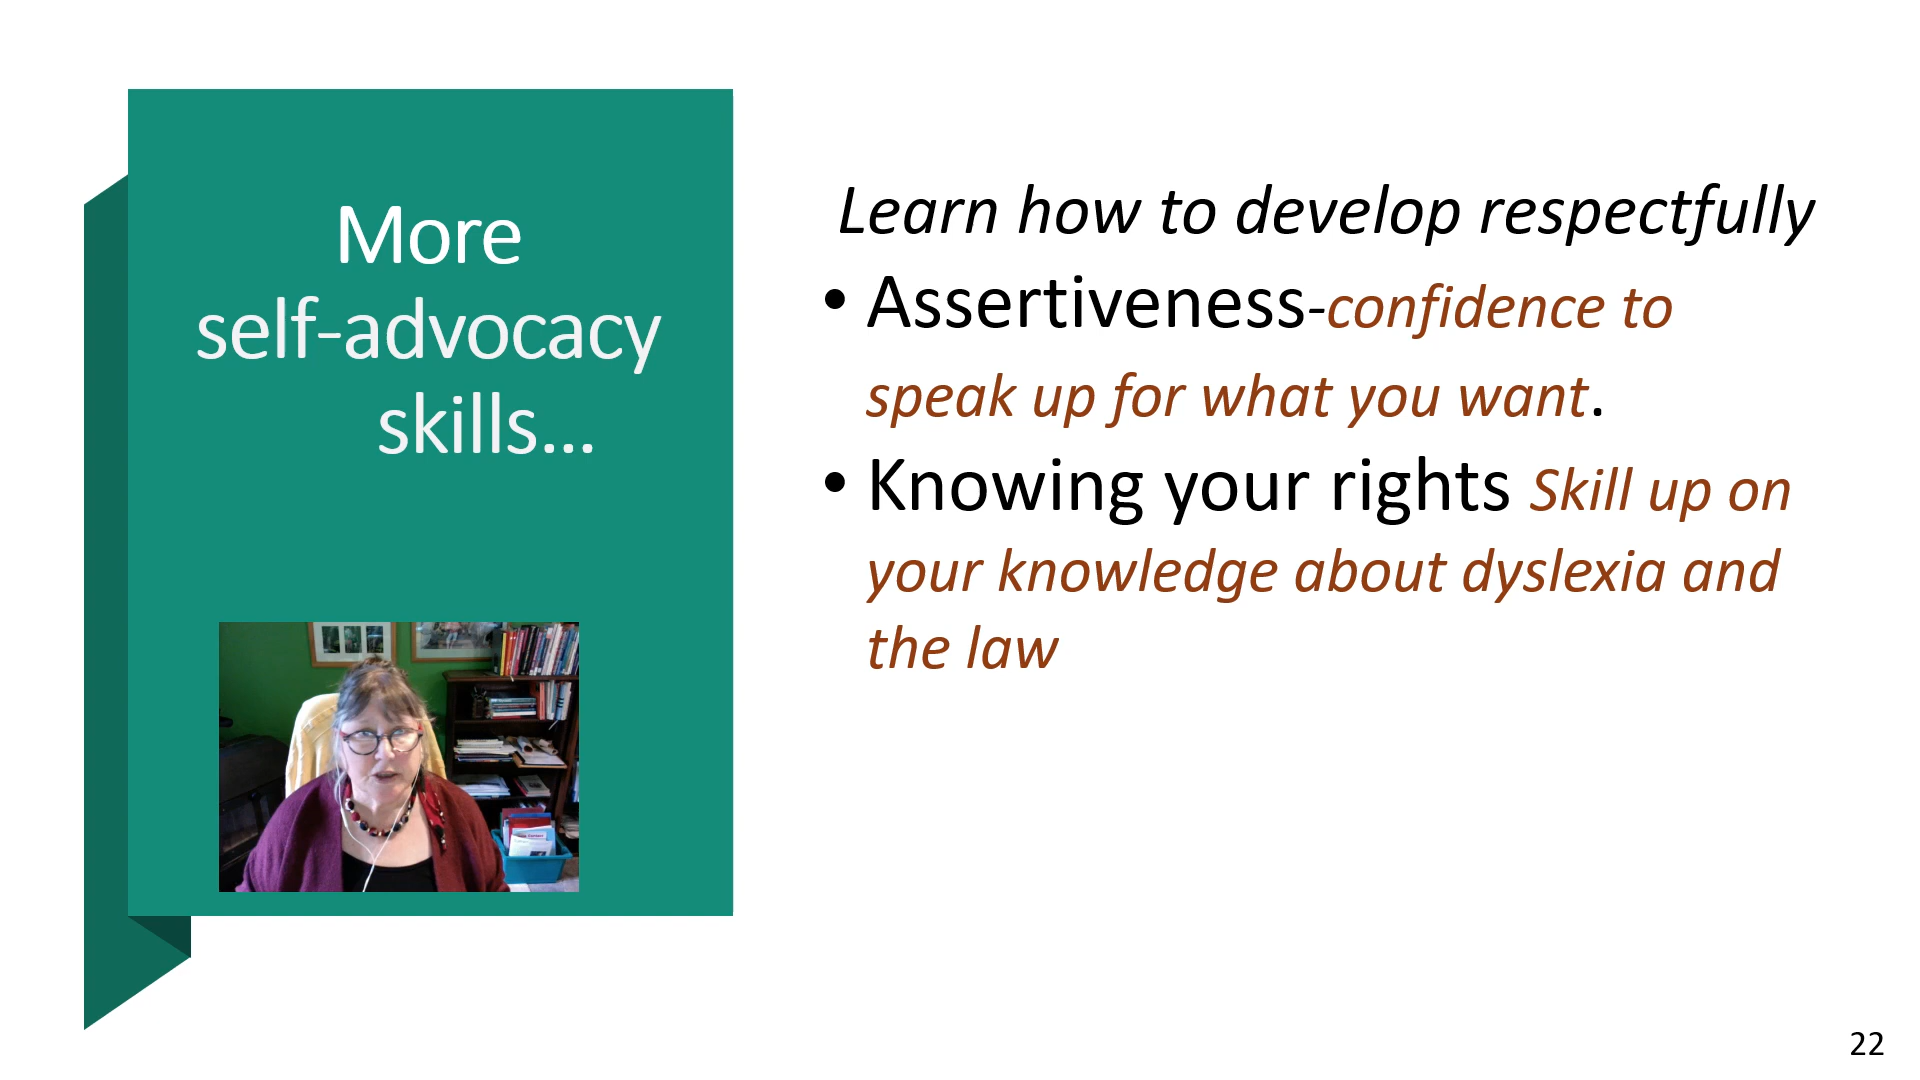 More
self-advocacy
skills...
Learn how to develop respectfully
• Assertiveness-confidence to
speak up for what you want.
• Knowing your rights Skill up on
your knowledge about dyslexia and
the law
22